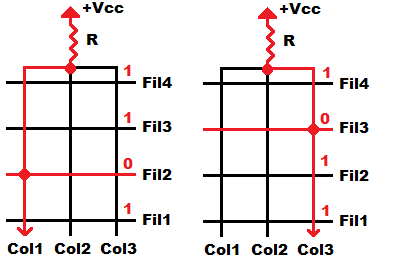 +Vcc +Vcc
R R
1 Fil4 1 Fil4
1 Fil3 0 Fil3
0 Fil2 1 Fil2
1 Fil1 1 Fil1
Col1 Col2 Col3 Col1 Col2 Col3